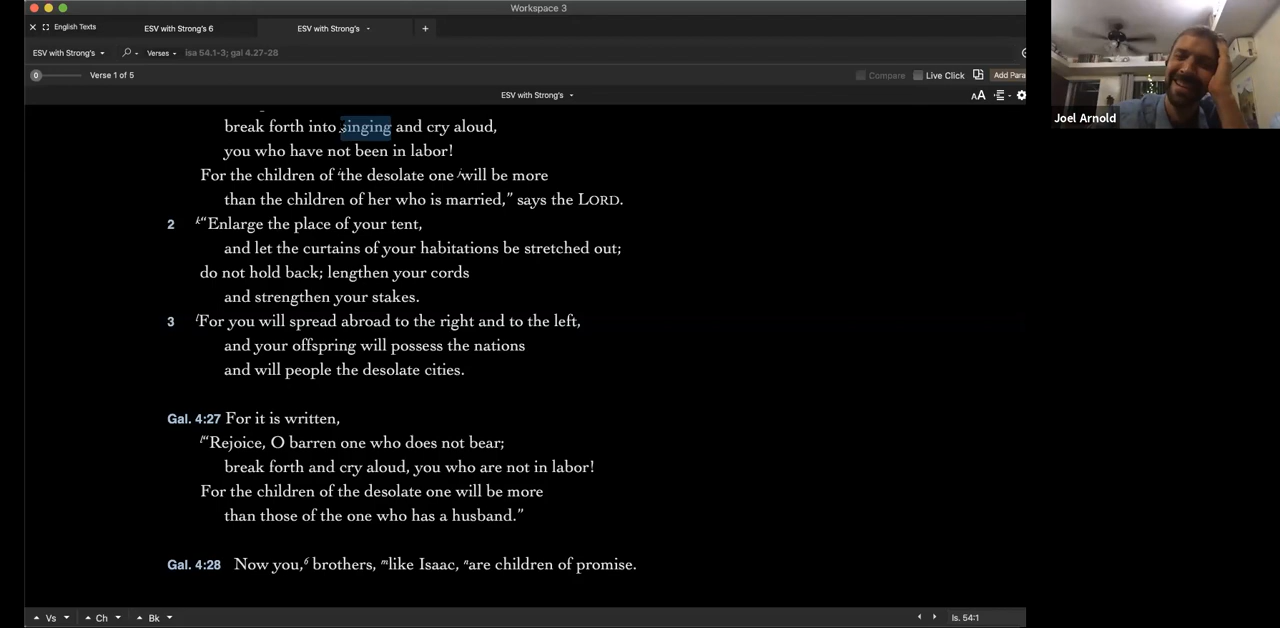 Workspace 3
English Texts
ESV with Strong's 6
ESV with Strong's
+
ESV with Strong's
Verses
isa 54.1-3; gal 4.27-28
0
Verse 1 of 5
Compare
Live Click
Add Para
ESV with Strong's
AA
break forth into singing and cry aloud,
you who have not been in labor!
For the children of the desolate one will be more
than the children of her who is married,” says the LORD.
2 k“Enlarge the place of your tent,
and let the curtains of your habitations be stretched out;
do not hold back; lengthen your cords
and strengthen your stakes.
3 For you will spread abroad to the right and to the left,
and your offspring will possess the nations
and will people the desolate cities.
Gal. 4:27 For it is written,
“Rejoice, O barren one who does not bear;
break forth and cry aloud, you who are not in labor!
For the children of the desolate one will be more
than those of the one who has a husband.”
Gal. 4:28 Now you,6 brothers, mlike Isaac, nare children of promise.
Vs
Ch
Bk
Is. 54:1
Joel Arnold